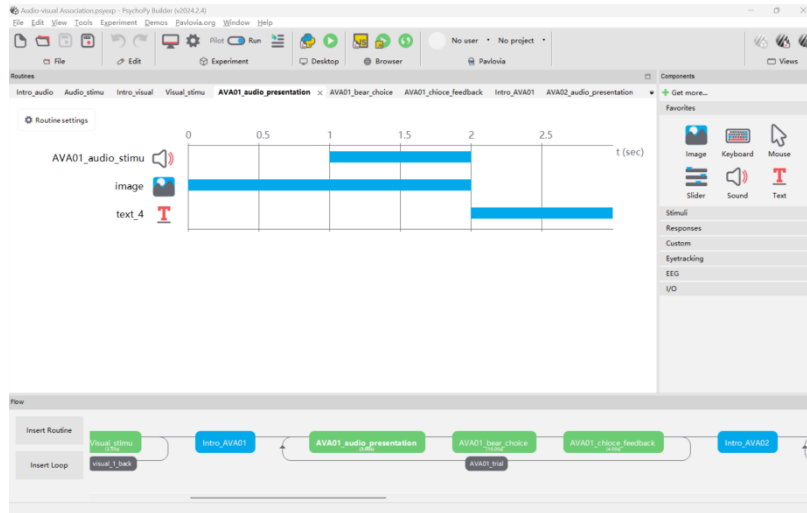 Audio-visual Association.psyexp - PsychoPy Builder (v2024.2.4)
File Edit View Tools Experiment Demos Pavlovia.org Window Help
Pilot Run No user No project
File Edit Experiment Desktop Browser Pavlovia Views
Routines
Intro_audio Audio_stimu Intro_visual Visual_stimu AVA01_audio_presentation × AVA01_bear_choice AVA01_chioce_feedback Intro_AVA01 AVA02_audio_presentation
Routine settings
0 0.5 1 1.5 2 2.5
t (sec)
AVA01_audio_stimu
image
text_4
Components
+ Get more...
Favorites
Image Keyboard Mouse
Slider Sound Text
Stimuli
Responses
Custom
Eyetracking
EEG
I/O
Flow
Insert Routine
Insert Loop
Visual_stimu Intro_AVA01 AVA01_audio_presentation AVA01_bear_choice AVA01_chioce_feedback Intro_AVA02
visual_1_back AVA01_trial